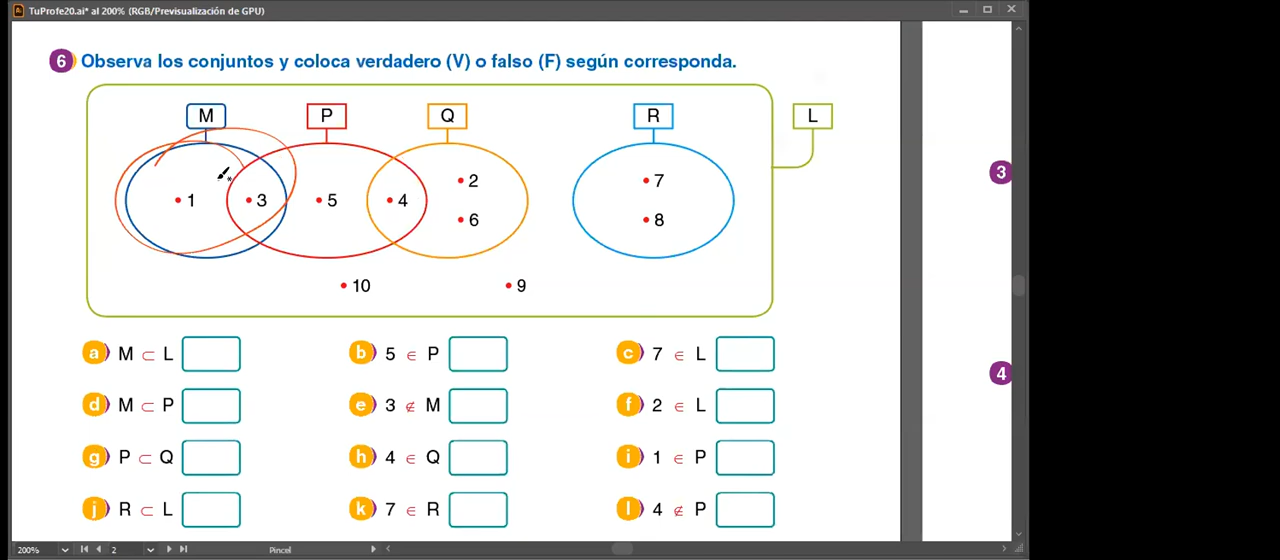 TuProfe20.ai* al 200% (RGB/Previsualización de GPU)
6 Observa los conjuntos y coloca verdadero (V) o falso (F) según corresponda.
M P Q R L
1 3 5 4 2 6 7 8
10 9
3
4
a) M ⊂ L b) 5 ∈ P c) 7 ∈ L
d) M ⊂ P e) 3 ∉ M f) 2 ∈ L
g) P ⊂ Q h) 4 ∈ Q i) 1 ∈ P
j) R ⊂ L k) 7 ∈ R l) 4 ∉ P
200% 2 Pincel